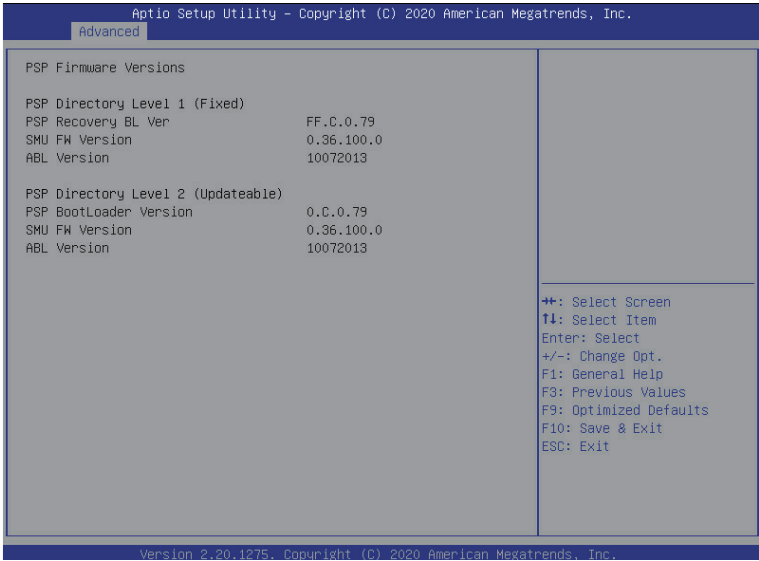 Aptio Setup Utility – Copyright (C) 2020 American Megatrends, Inc.
Advanced
PSP Firmware Versions
PSP Directory Level 1 (Fixed)
PSP Recovery BL Ver FF.C.0.79
SMU FW Version 0.36.100.0
ABL Version 10072013
PSP Directory Level 2 (Updateable)
PSP BootLoader Version 0.C.0.79
SMU FW Version 0.36.100.0
ABL Version 10072013
→←: Select Screen
↑↓: Select Item
Enter: Select
+/-: Change Opt.
F1: General Help
F3: Previous Values
F9: Optimized Defaults
F10: Save & Exit
ESC: Exit
Version 2.20.1275. Copyright (C) 2020 American Megatrends, Inc.